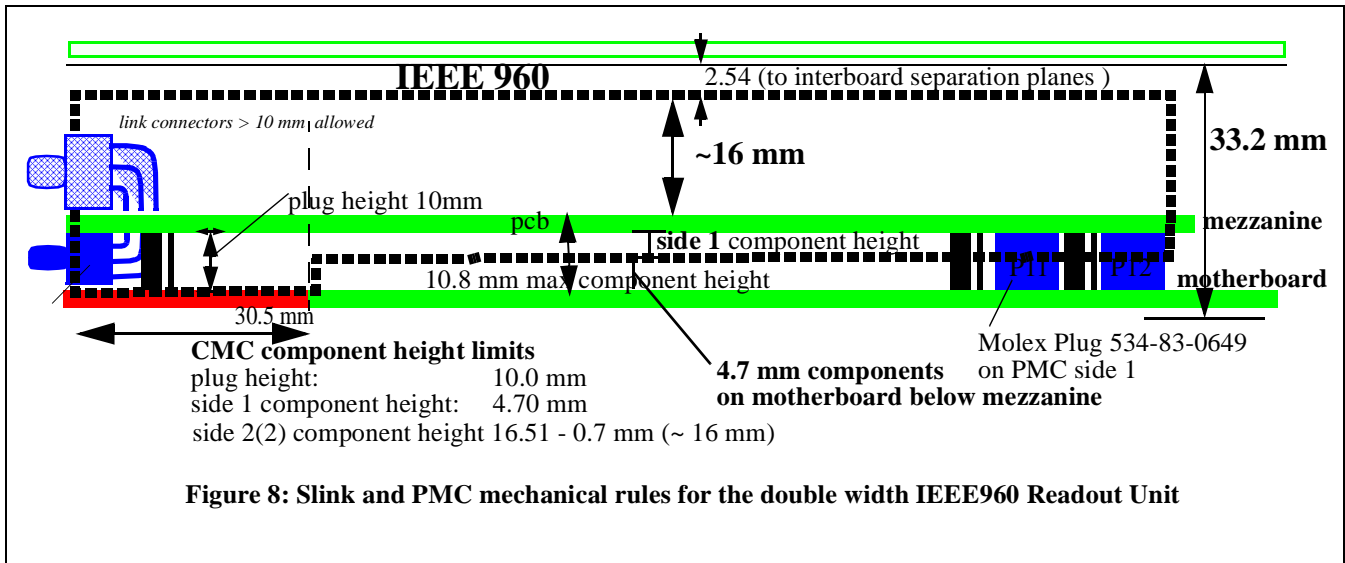 IEEE 960
2.54 (to interboard separation planes )
link connectors > 10 mm allowed
~16 mm
33.2 mm
plug height 10mm
pcb
mezzanine
side 1 component height
10.8 mm max component height
PT1
PT2
motherboard
30.5 mm
CMC component height limits
plug height: 10.0 mm
side 1 component height: 4.70 mm
side 2(2) component height 16.51 - 0.7 mm (~ 16 mm)
4.7 mm components
on motherboard below mezzanine
Molex Plug 534-83-0649
on PMC side 1
Figure 8: Slink and PMC mechanical rules for the double width IEEE960 Readout Unit